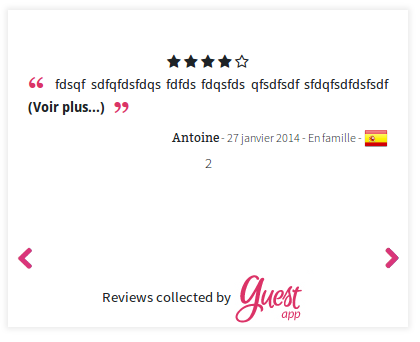 “ fdsqf sdfqfdsfdqs fdfds fdqsfds qfsdfsdf sfdqfsdfdsfsdf
(Voir plus...) ”
Antoine - 27 janvier 2014 - En famille -
2
Reviews collected by guest
app